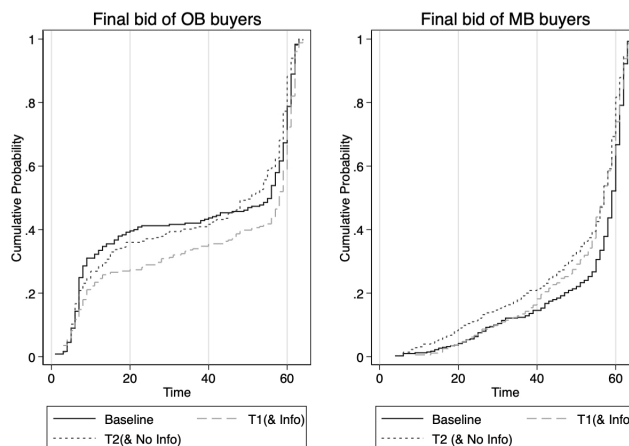 Final bid of OB buyers
Cumulative Probability
1
.8
.6
.4
.2
0
0 20 40 60
Time
Baseline T1(& Info)
T2(& No Info)
Final bid of MB buyers
Cumulative Probability
1
.8
.6
.4
.2
0
0 20 40 60
Time
Baseline T1(& Info)
T2 (& No Info)